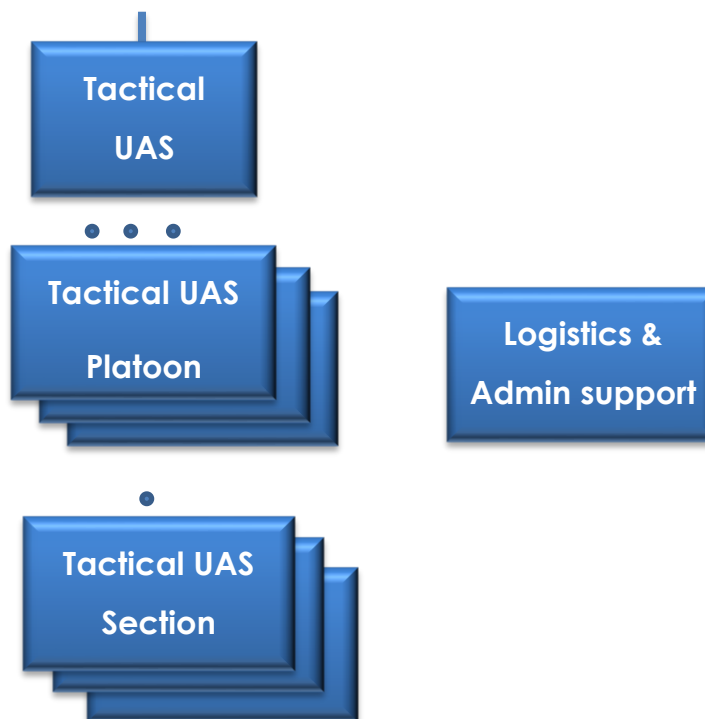 Tactical
UAS
Tactical UAS
Platoon
Logistics &
Admin support
Tactical UAS
Section